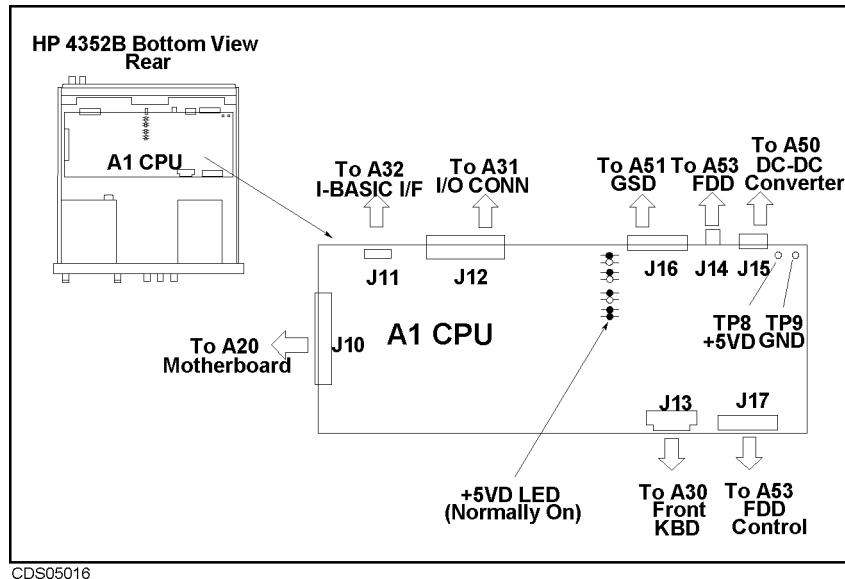 HP 4352B Bottom View
Rear
A1 CPU
To A32
I-BASIC I/F
To A31
I/O CONN
To A51
GSD
To A53
FDD
To A50
DC-DC
Converter
J11
J12
J16
J14
J15
TP8
+5VD
TP9
GND
To A20
Motherboard
J10
A1 CPU
J13
J17
+5VD LED
(Normally On)
To A30
Front
KBD
To A53
FDD
Control
CDS05016